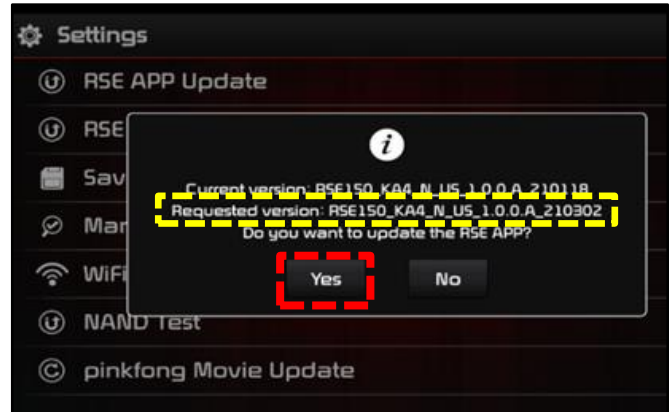 Settings
RSE APP Update
RSE
Current version: RSE150_KA4_N_US_1.0.0.A_210118
Sav
Requested version: RSE150_KA4_N_US_1.0.0.A_210302
Mar
Do you want to update the RSE APP?
WiFi
Yes
No
NAND Test
pinkfong Movie Update